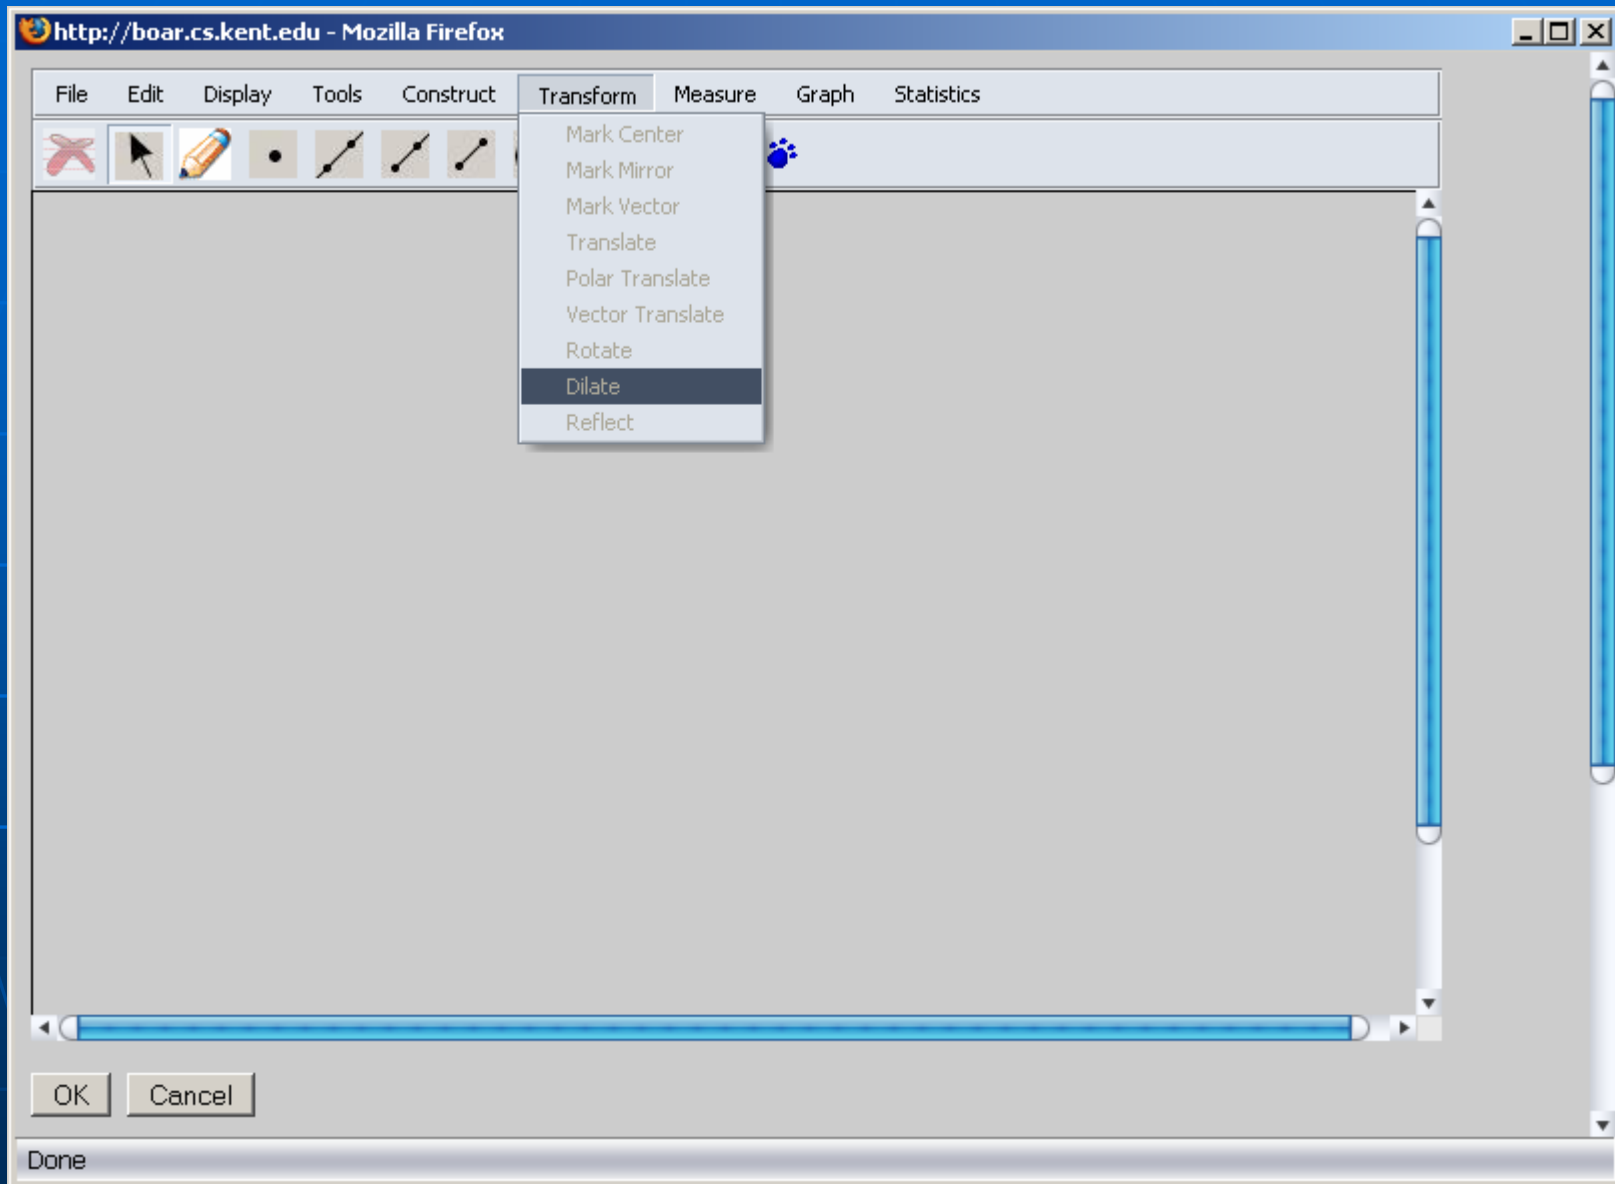 http://boar.cs.kent.edu - Mozilla Firefox
File Edit Display Tools Construct Transform Measure Graph Statistics
Mark Center
Mark Mirror
Mark Vector
Translate
Polar Translate
Vector Translate
Rotate
Dilate
Reflect
OK Cancel
Done